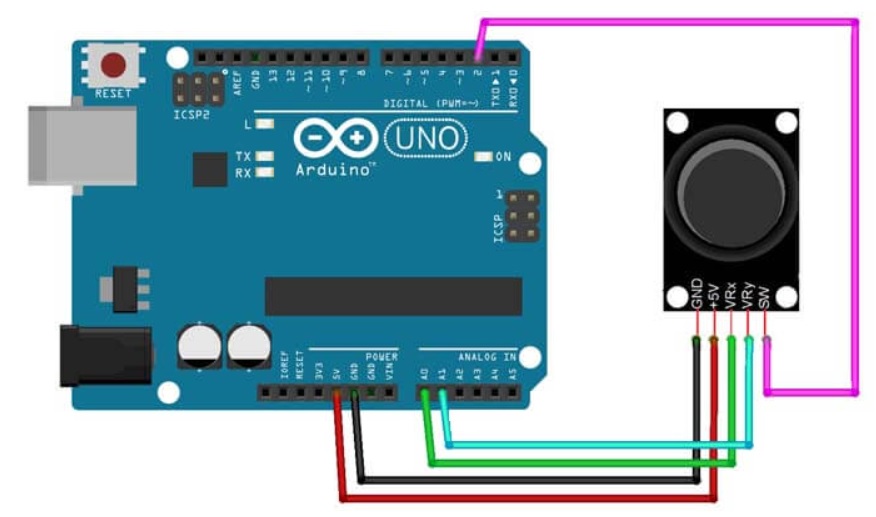 RESET
ICSP2
AREF
GND
13
12
~11
~10
~9
8
7
~6
~5
4
~3
2
TX0▶1
RX0◀0
DIGITAL (PWM=~)
L
TX
RX
UNO
Arduino™
ON
1
ICSP
POWER
ANALOG IN
IOREF
RESET
3V3
5V
GND
GND
VIN
A0
A1
A2
A3
A4
A5
GND
+5V
VRx
VRy
SW